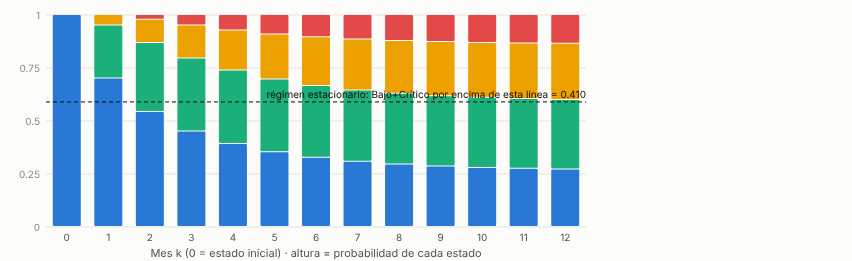 1
0.75
régimen estacionario: Bajo+Crítico por encima de esta línea = 0.410
0.5
0.25
0
0 1 2 3 4 5 6 7 8 9 10 11 12
Mes k (0 = estado inicial) · altura = probabilidad de cada estado